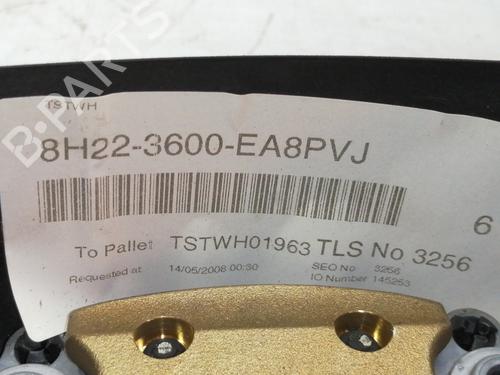 TSTWH
8H22-3600-EA8PVJ
6
To Pallet TSTWH01963 TLS No 3256
Requested at 14/05/2008 00:30 SEQ No 3256
IO Number 145253
B-PARTS